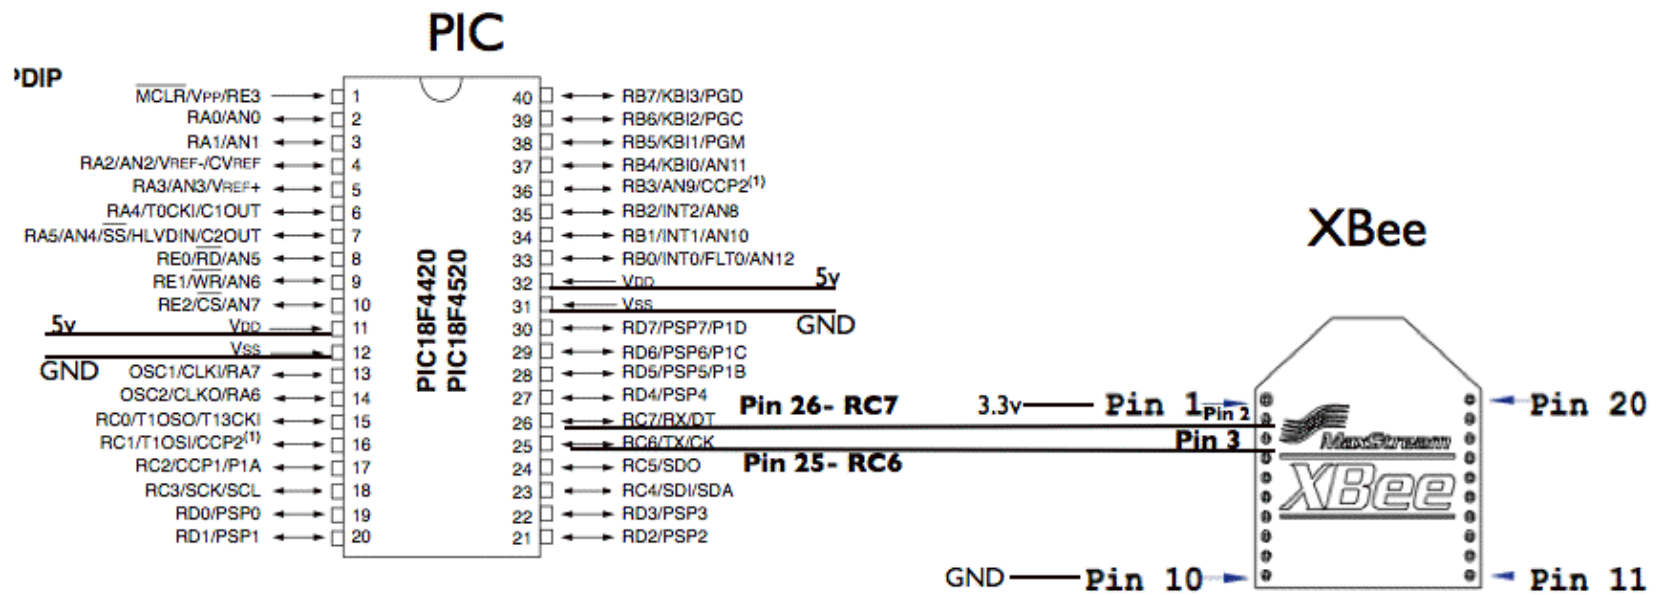 PIC
PDIP
MCLR/VPP/RE3
RA0/AN0
RA1/AN1
RA2/AN2/VREF-/CVREF
RA3/AN3/VREF+
RA4/T0CKI/C1OUT
RA5/AN4/SS/HLVDIN/C2OUT
RE0/RD/AN5
RE1/WR/AN6
RE2/CS/AN7
5v
VDD
VSS
GND
OSC1/CLKI/RA7
OSC2/CLKO/RA6
RC0/T1OSO/T13CKI
RC1/T1OSI/CCP2(1)
RC2/CCP1/P1A
RC3/SCK/SCL
RD0/PSP0
RD1/PSP1
1
2
3
4
5
6
7
8
9
10
11
12
13
14
15
16
17
18
19
20
PIC18F4420
PIC18F4520
40
39
38
37
36
35
34
33
32
31
30
29
28
27
26
25
24
23
22
21
RB7/KBI3/PGD
RB6/KBI2/PGC
RB5/KBI1/PGM
RB4/KBI0/AN11
RB3/AN9/CCP2(1)
RB2/INT2/AN8
RB1/INT1/AN10
RB0/INT0/FLT0/AN12
VDD
5v
VSS
GND
RD7/PSP7/P1D
RD6/PSP6/P1C
RD5/PSP5/P1B
RD4/PSP4
RC7/RX/DT
RC6/TX/CK
RC5/SDO
RC4/SDI/SDA
RD3/PSP3
RD2/PSP2
Pin 26- RC7
Pin 25- RC6
XBee
3.3v
Pin 1
Pin 2
Pin 3
GND
Pin 10
MaxStream
XBee
Pin 20
Pin 11